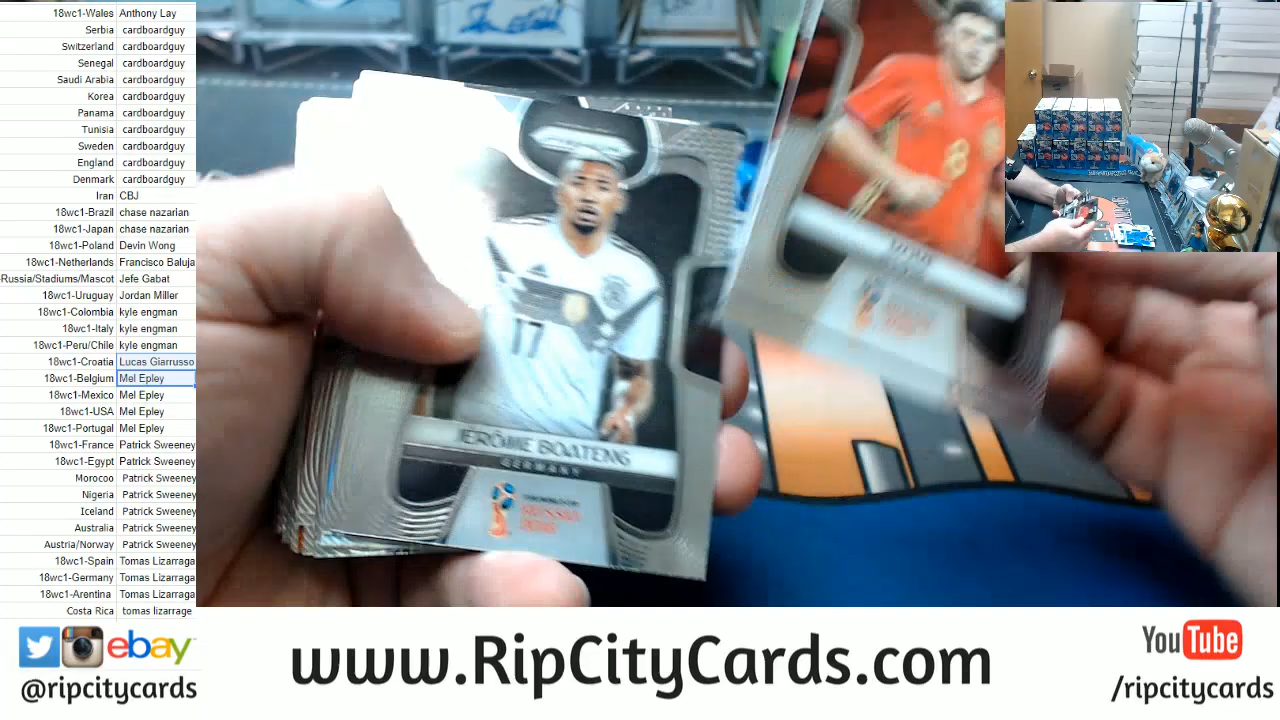 18wc1-Wales Anthony Lay
Serbia cardboardguy
Switzerland cardboardguy
Senegal cardboardguy
Saudi Arabia cardboardguy
Korea cardboardguy
Panama cardboardguy
Tunisia cardboardguy
Sweden cardboardguy
England cardboardguy
Denmark cardboardguy
Iran CBJ
18wc1-Brazil chase nazarian
18wc1-Japan chase nazarian
18wc1-Poland Devin Wong
18wc1-Netherlands Francisco Baluja
-Russia/Stadiums/Mascot Jefe Gabat
18wc1-Uruguay Jordan Miller
18wc1-Colombia kyle engman
18wc1-Italy kyle engman
18wc1-Peru/Chile kyle engman
18wc1-Croatia Lucas Giarrusso
18wc1-Belgium Mel Epley
18wc1-Mexico Mel Epley
18wc1-USA Mel Epley
18wc1-Portugal Mel Epley
18wc1-France Patrick Sweeney
18wc1-Egypt Patrick Sweeney
Morocoo Patrick Sweeney
Nigeria Patrick Sweeney
Iceland Patrick Sweeney
Australia Patrick Sweeney
Austria/Norway Patrick Sweeney
18wc1-Spain Tomas Lizarraga
18wc1-Germany Tomas Lizarraga
18wc1-Arentina Tomas Lizarraga
Costa Rica tomas lizarrage
17
JERÔME BOATENG
GERMANY
RUSSIA
2018
8
ebay
@ripcitycards
www.RipCityCards.com
YouTube
/ripcitycards